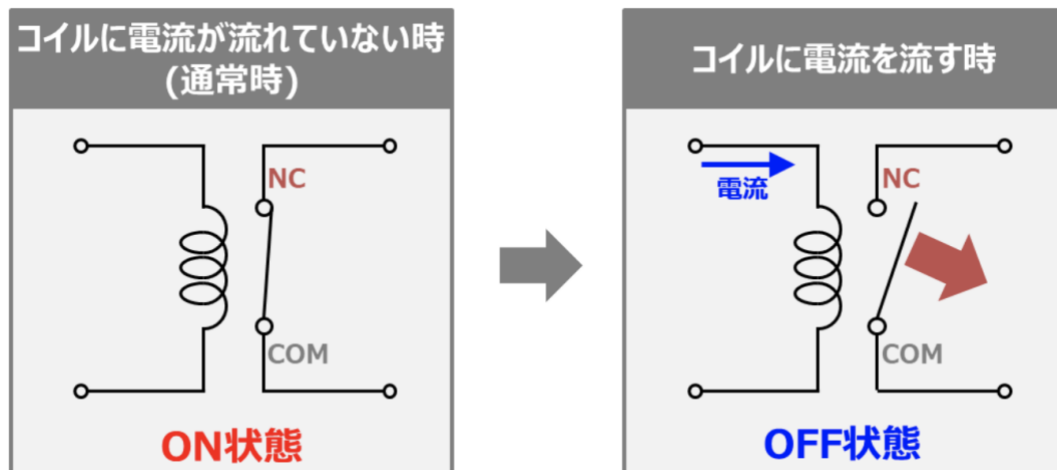 コイルに電流が流れていない時
(通常時)
NC
COM
ON状態
コイルに電流を流す時
電流
NC
COM
OFF状態